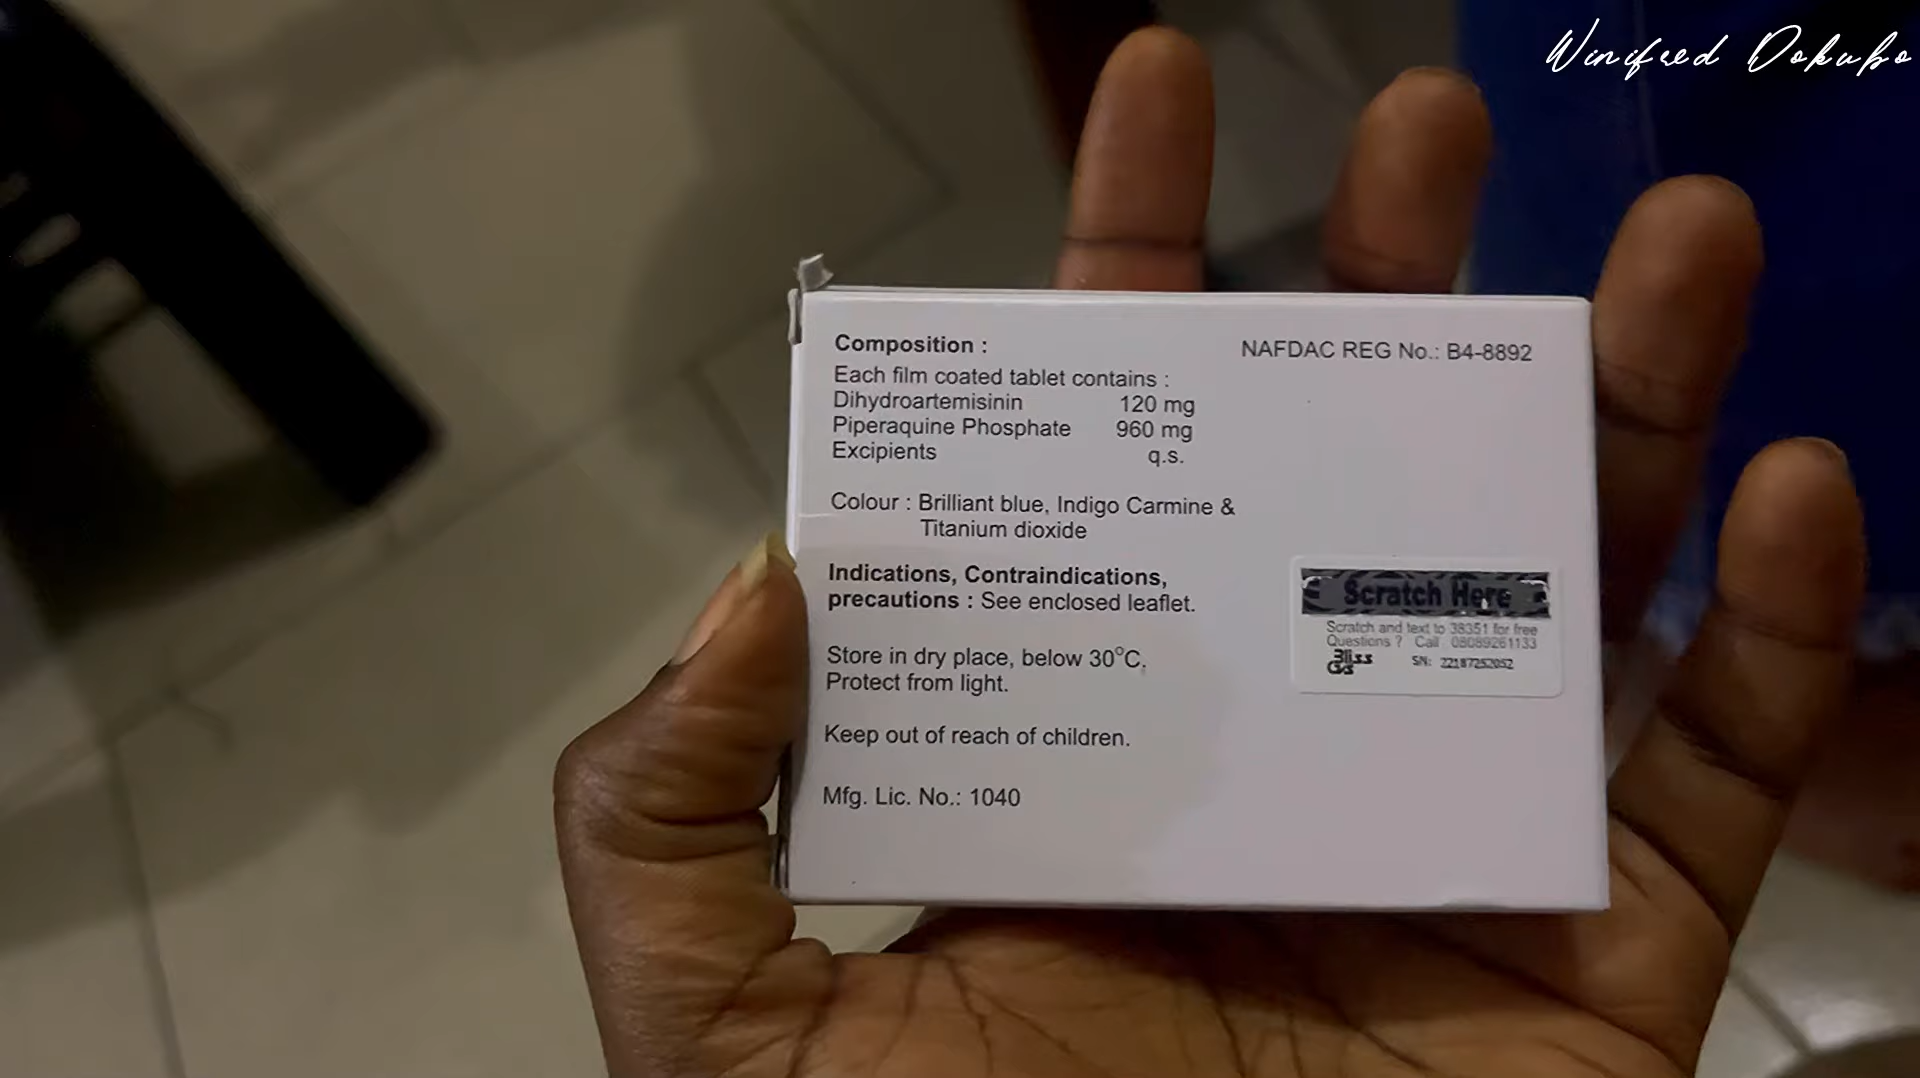 Winifred Dokubo
Composition :
NAFDAC REG No.: B4-8892
Each film coated tablet contains :
Dihydroartemisinin 120 mg
Piperaquine Phosphate 960 mg
Excipients q.s.
Colour : Brilliant blue, Indigo Carmine &
Titanium dioxide
Indications, Contraindications,
precautions : See enclosed leaflet.
Store in dry place, below 30°C.
Protect from light.
Keep out of reach of children.
Mfg. Lic. No.: 1040
Scratch Here
Scratch and text to 38351 for free
Questions ? Call 08089261133
Bliss
GVS
SN: 22187252052